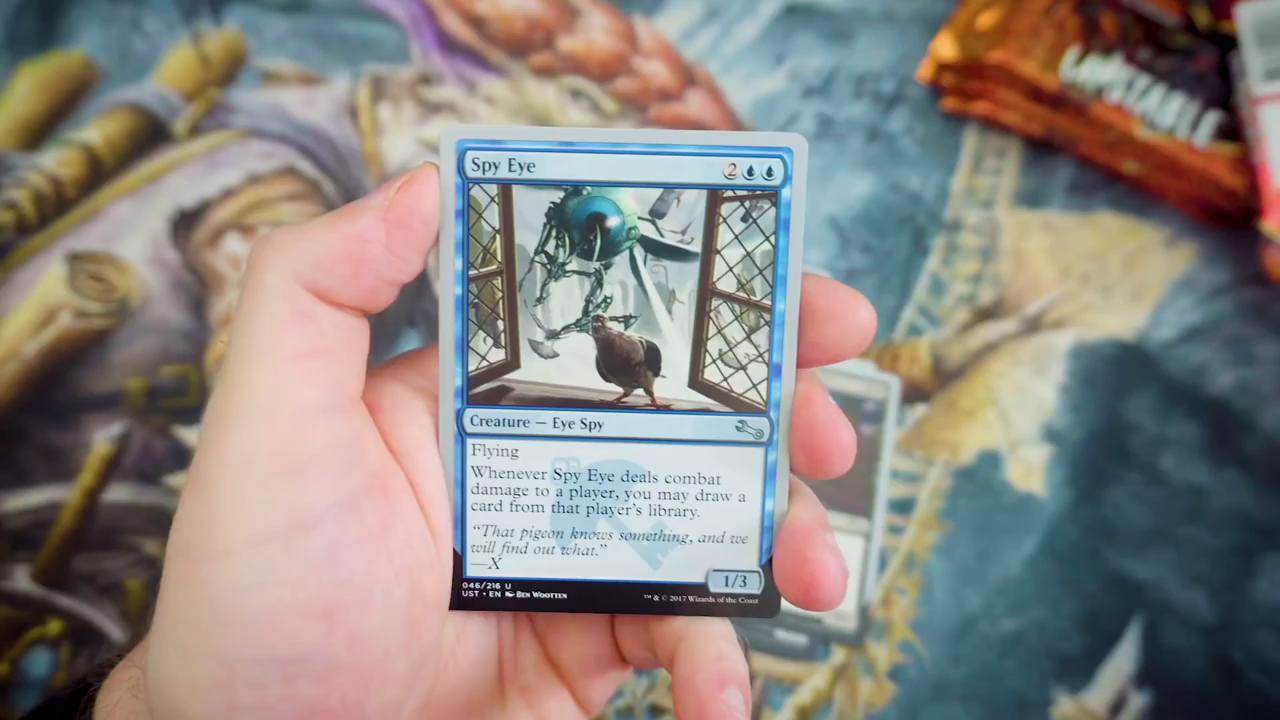 UNSTABLE
Spy Eye 2
Creature — Eye Spy
Flying
Whenever Spy Eye deals combat
damage to a player, you may draw a
card from that player's library.
“That pigeon knows something, and we
will find out what.”
—X
1/3
046/216 U
UST • EN BEN WOOTTEN
™ & © 2017 Wizards of the Coast